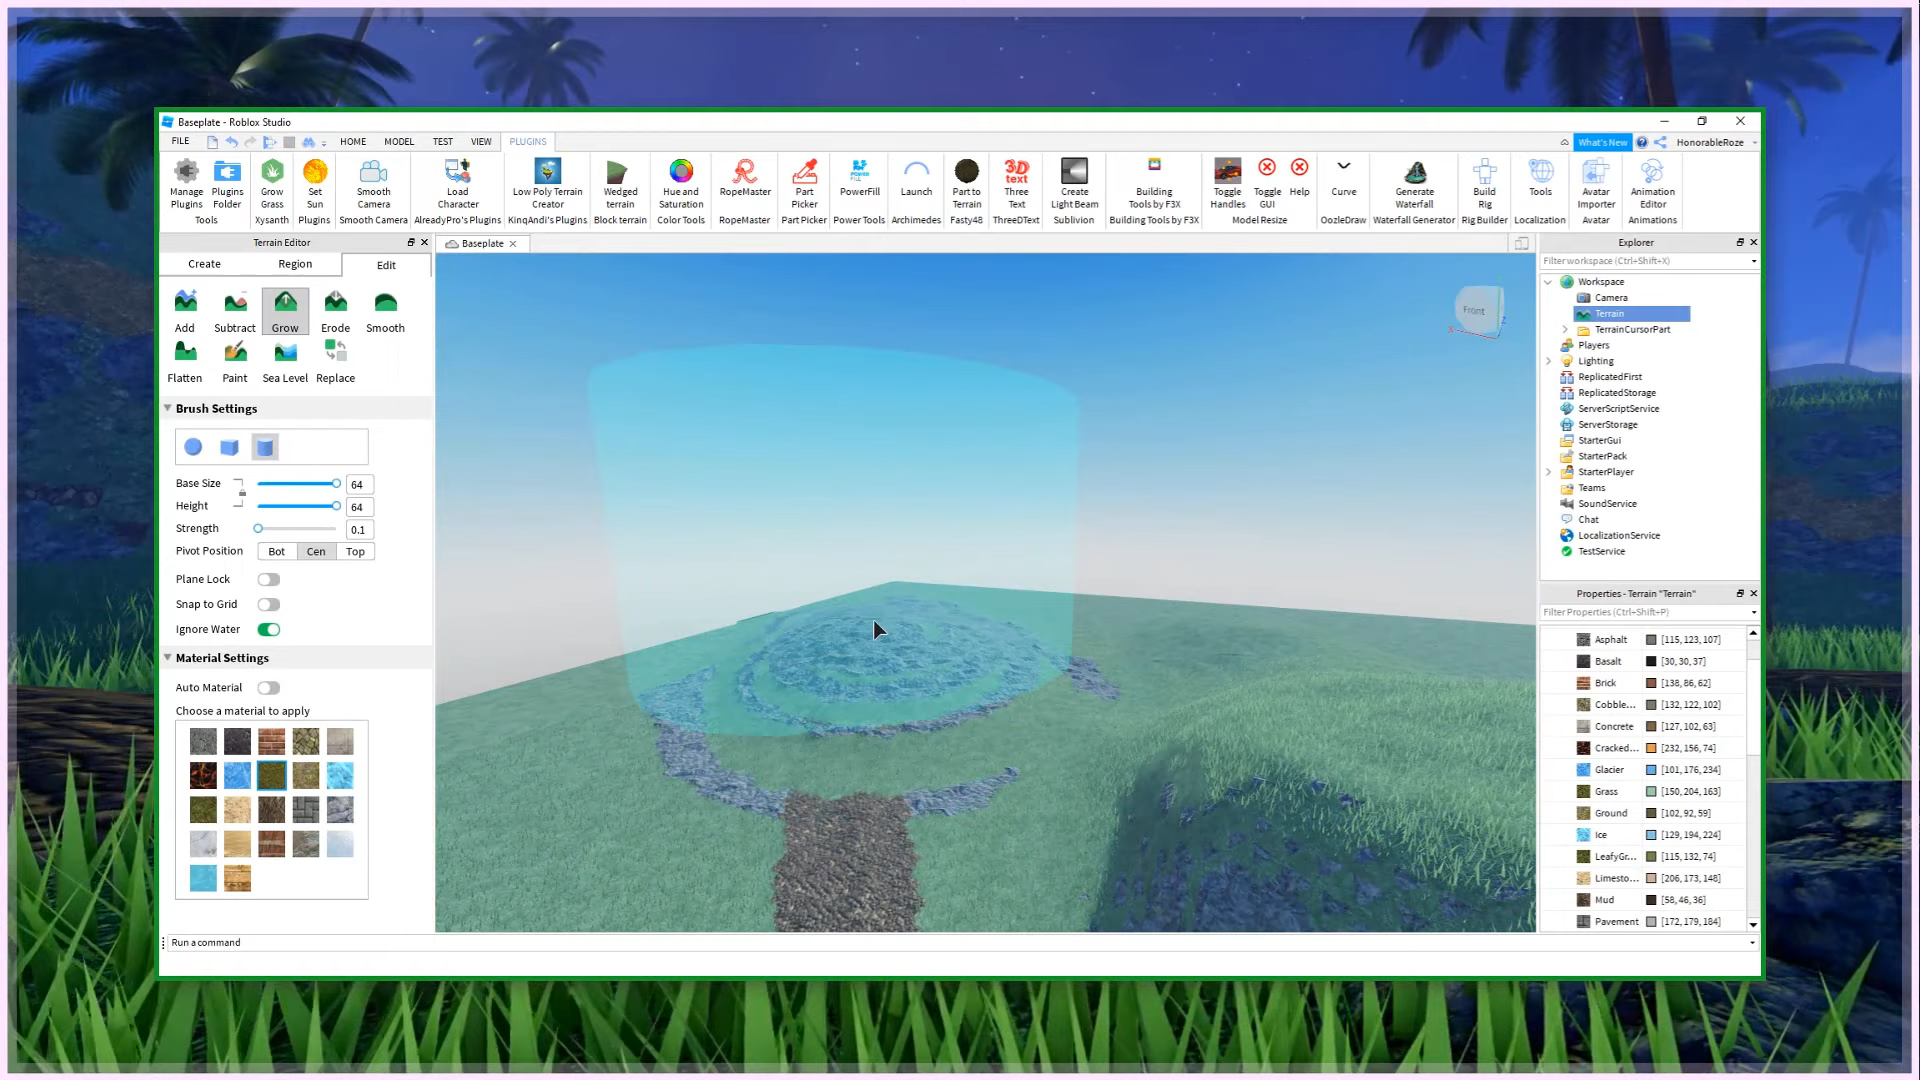 Baseplate - Roblox Studio
FILE HOME MODEL TEST VIEW PLUGINS What's New HonorableRoze
Manage Plugins
Plugins Folder
Tools
Grow Grass
Xysanth
Set Sun
Plugins
Smooth Camera
Smooth Camera
Load Character
AlreadyPro's Plugins
Low Poly Terrain Creator
KinqAndi's Plugins
Wedged terrain
Block terrain
Hue and Saturation
Color Tools
RopeMaster
RopeMaster
Part Picker
Part Picker
POWER FILL
PowerFill
Power Tools
Launch
Archimedes
Part to Terrain
Fasty48
3D text
Three Text
ThreeDText
Create Light Beam
Sublivion
Building Tools by F3X
Building Tools by F3X
Toggle Handles
Toggle GUI
Help
Model Resize
Curve
OozleDraw
Generate Waterfall
Waterfall Generator
Build Rig
Rig Builder
Tools
Localization
Avatar Importer
Avatar
Animation Editor
Animations
Terrain Editor
Create Region Edit
Add Subtract Grow Erode Smooth
Flatten Paint Sea Level Replace
Brush Settings
Base Size 64
Height 64
Strength 0.1
Pivot Position Bot Cen Top
Plane Lock
Snap to Grid
Ignore Water
Material Settings
Auto Material
Choose a material to apply
Baseplate
Front
X
Z
Explorer
Filter workspace (Ctrl+Shift+X)
Workspace
Camera
Terrain
TerrainCursorPart
Players
Lighting
ReplicatedFirst
ReplicatedStorage
ServerScriptService
ServerStorage
StarterGui
StarterPack
StarterPlayer
Teams
SoundService
Chat
LocalizationService
TestService
Properties - Terrain "Terrain"
Filter Properties (Ctrl+Shift+P)
Asphalt [115, 123, 107]
Basalt [30, 30, 37]
Brick [138, 86, 62]
Cobble... [132, 122, 102]
Concrete [127, 102, 63]
Cracked... [232, 156, 74]
Glacier [101, 176, 234]
Grass [150, 204, 163]
Ground [102, 92, 59]
Ice [129, 194, 224]
LeafyGr... [115, 132, 74]
Limesto... [206, 173, 148]
Mud [58, 46, 36]
Pavement [172, 179, 184]
Run a command